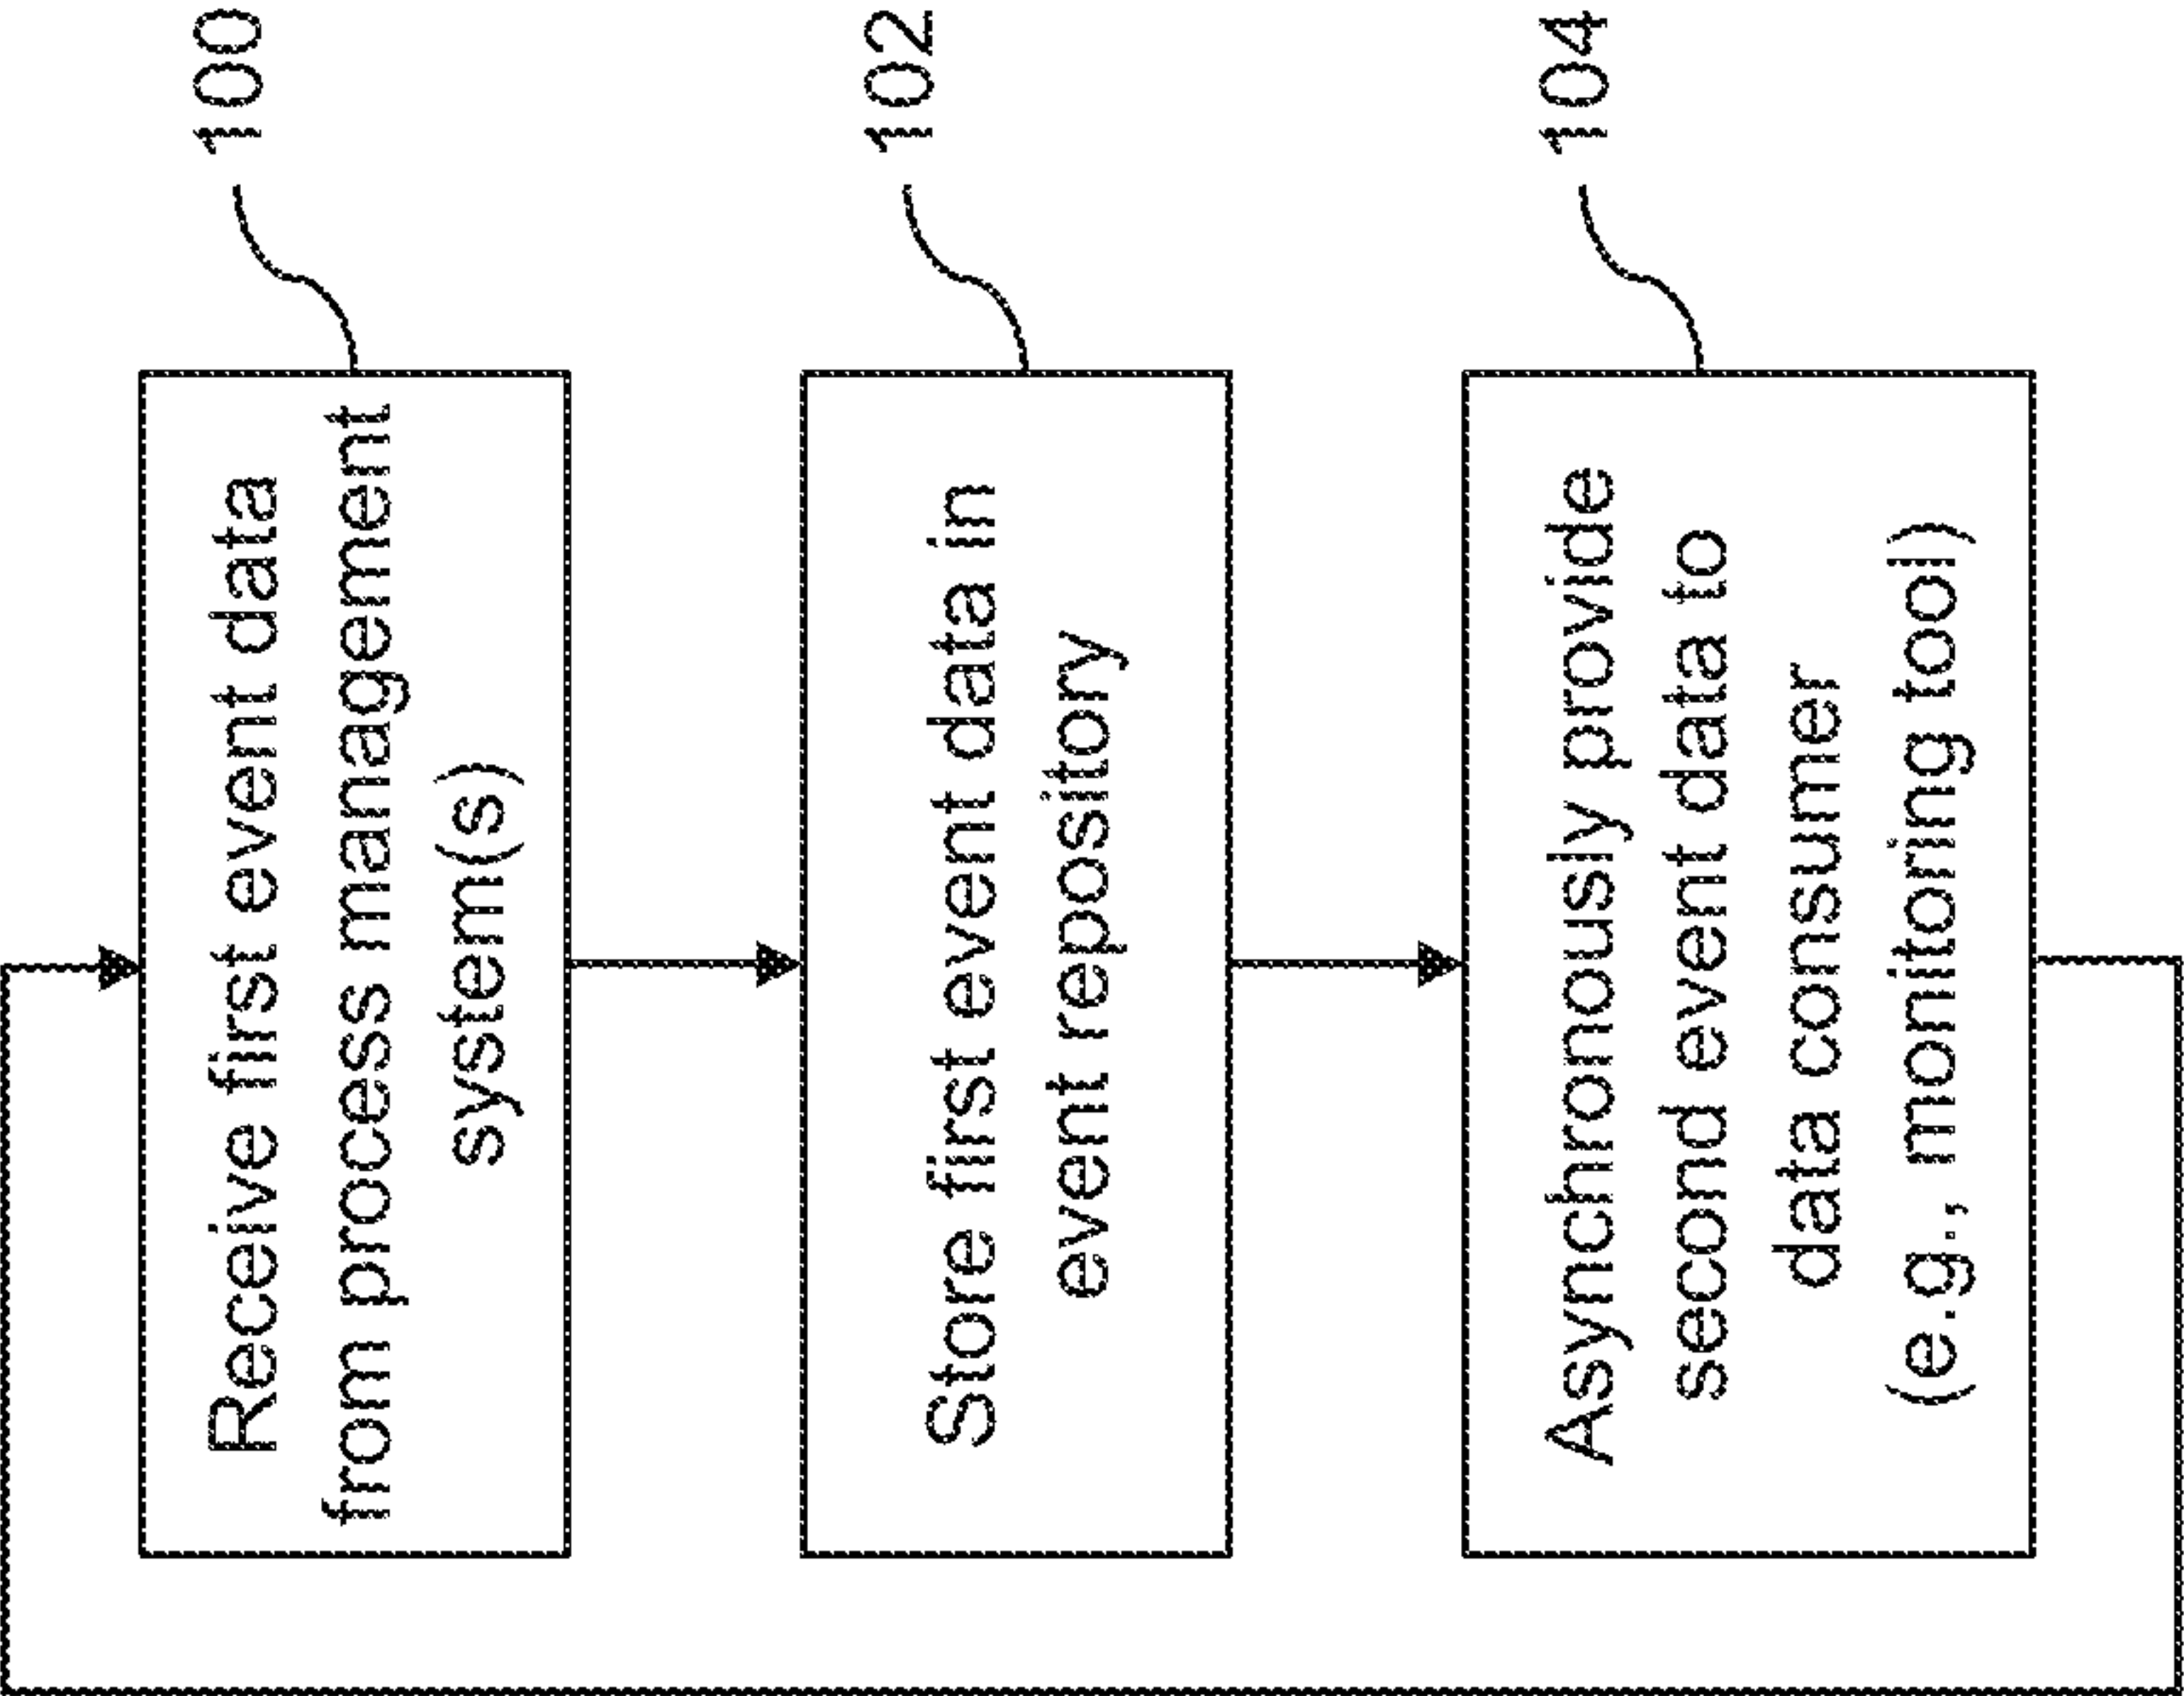 Receive first event data
from process management
system(s)
100
Store first event data in
event repository
102
Asynchronously provide
second event data to
data consumer
(e.g., monitoring tool)
104